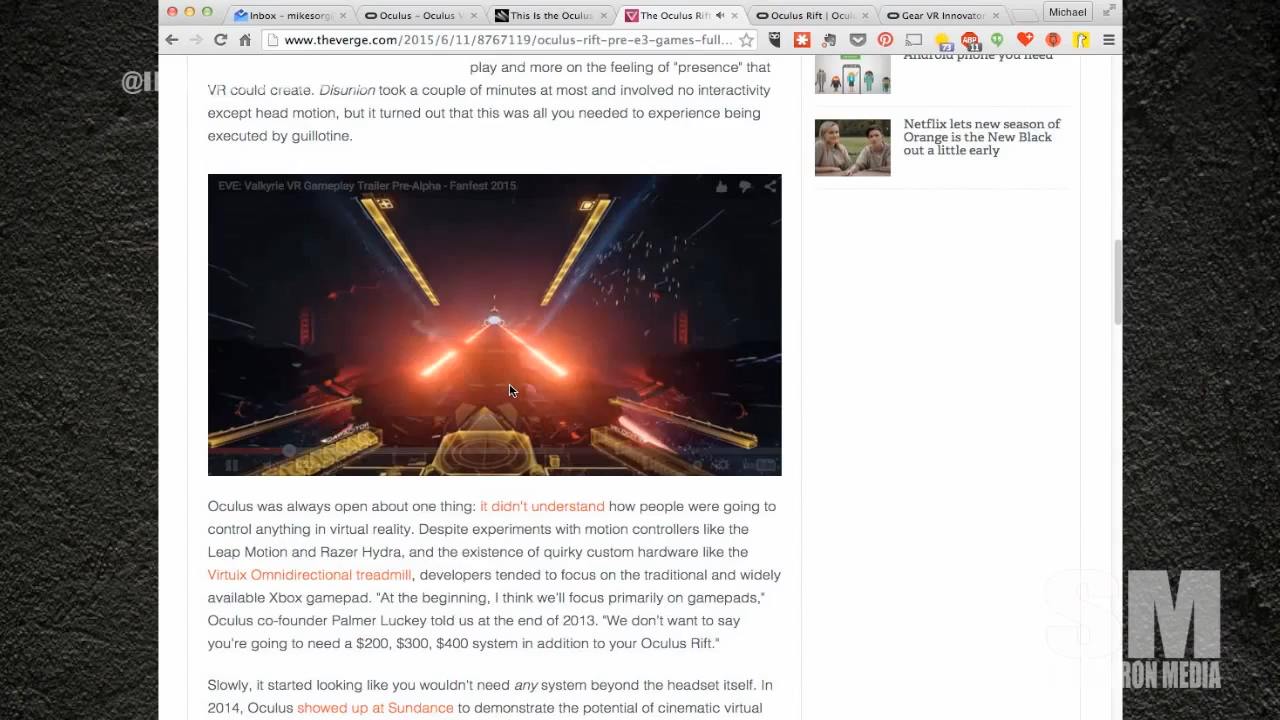 Inbox – mikesorg
Oculus ~ Oculus V
This Is the Oculus
The Oculus Rift
Oculus Rift | Oculu
Gear VR Innovator
Michael
www.theverge.com/2015/6/11/8767119/oculus-rift-pre-e3-games-full...
73
ABP
11
play and more on the feeling of "presence" that
VR could create. Disunion took a couple of minutes at most and involved no interactivity
except head motion, but it turned out that this was all you needed to experience being
executed by guillotine.
Android phone you need
Netflix lets new season of
Orange is the New Black
out a little early
EVE: Valkyrie VR Gameplay Trailer Pre-Alpha - Fanfest 2015
CAPACITOR
Oculus was always open about one thing: it didn't understand how people were going to
control anything in virtual reality. Despite experiments with motion controllers like the
Leap Motion and Razer Hydra, and the existence of quirky custom hardware like the
Virtuix Omnidirectional treadmill, developers tended to focus on the traditional and widely
available Xbox gamepad. "At the beginning, I think we'll focus primarily on gamepads,"
Oculus co-founder Palmer Luckey told us at the end of 2013. "We don't want to say
you're going to need a $200, $300, $400 system in addition to your Oculus Rift."
Slowly, it started looking like you wouldn't need any system beyond the headset itself. In
2014, Oculus showed up at Sundance to demonstrate the potential of cinematic virtual
SM
RON MEDIA